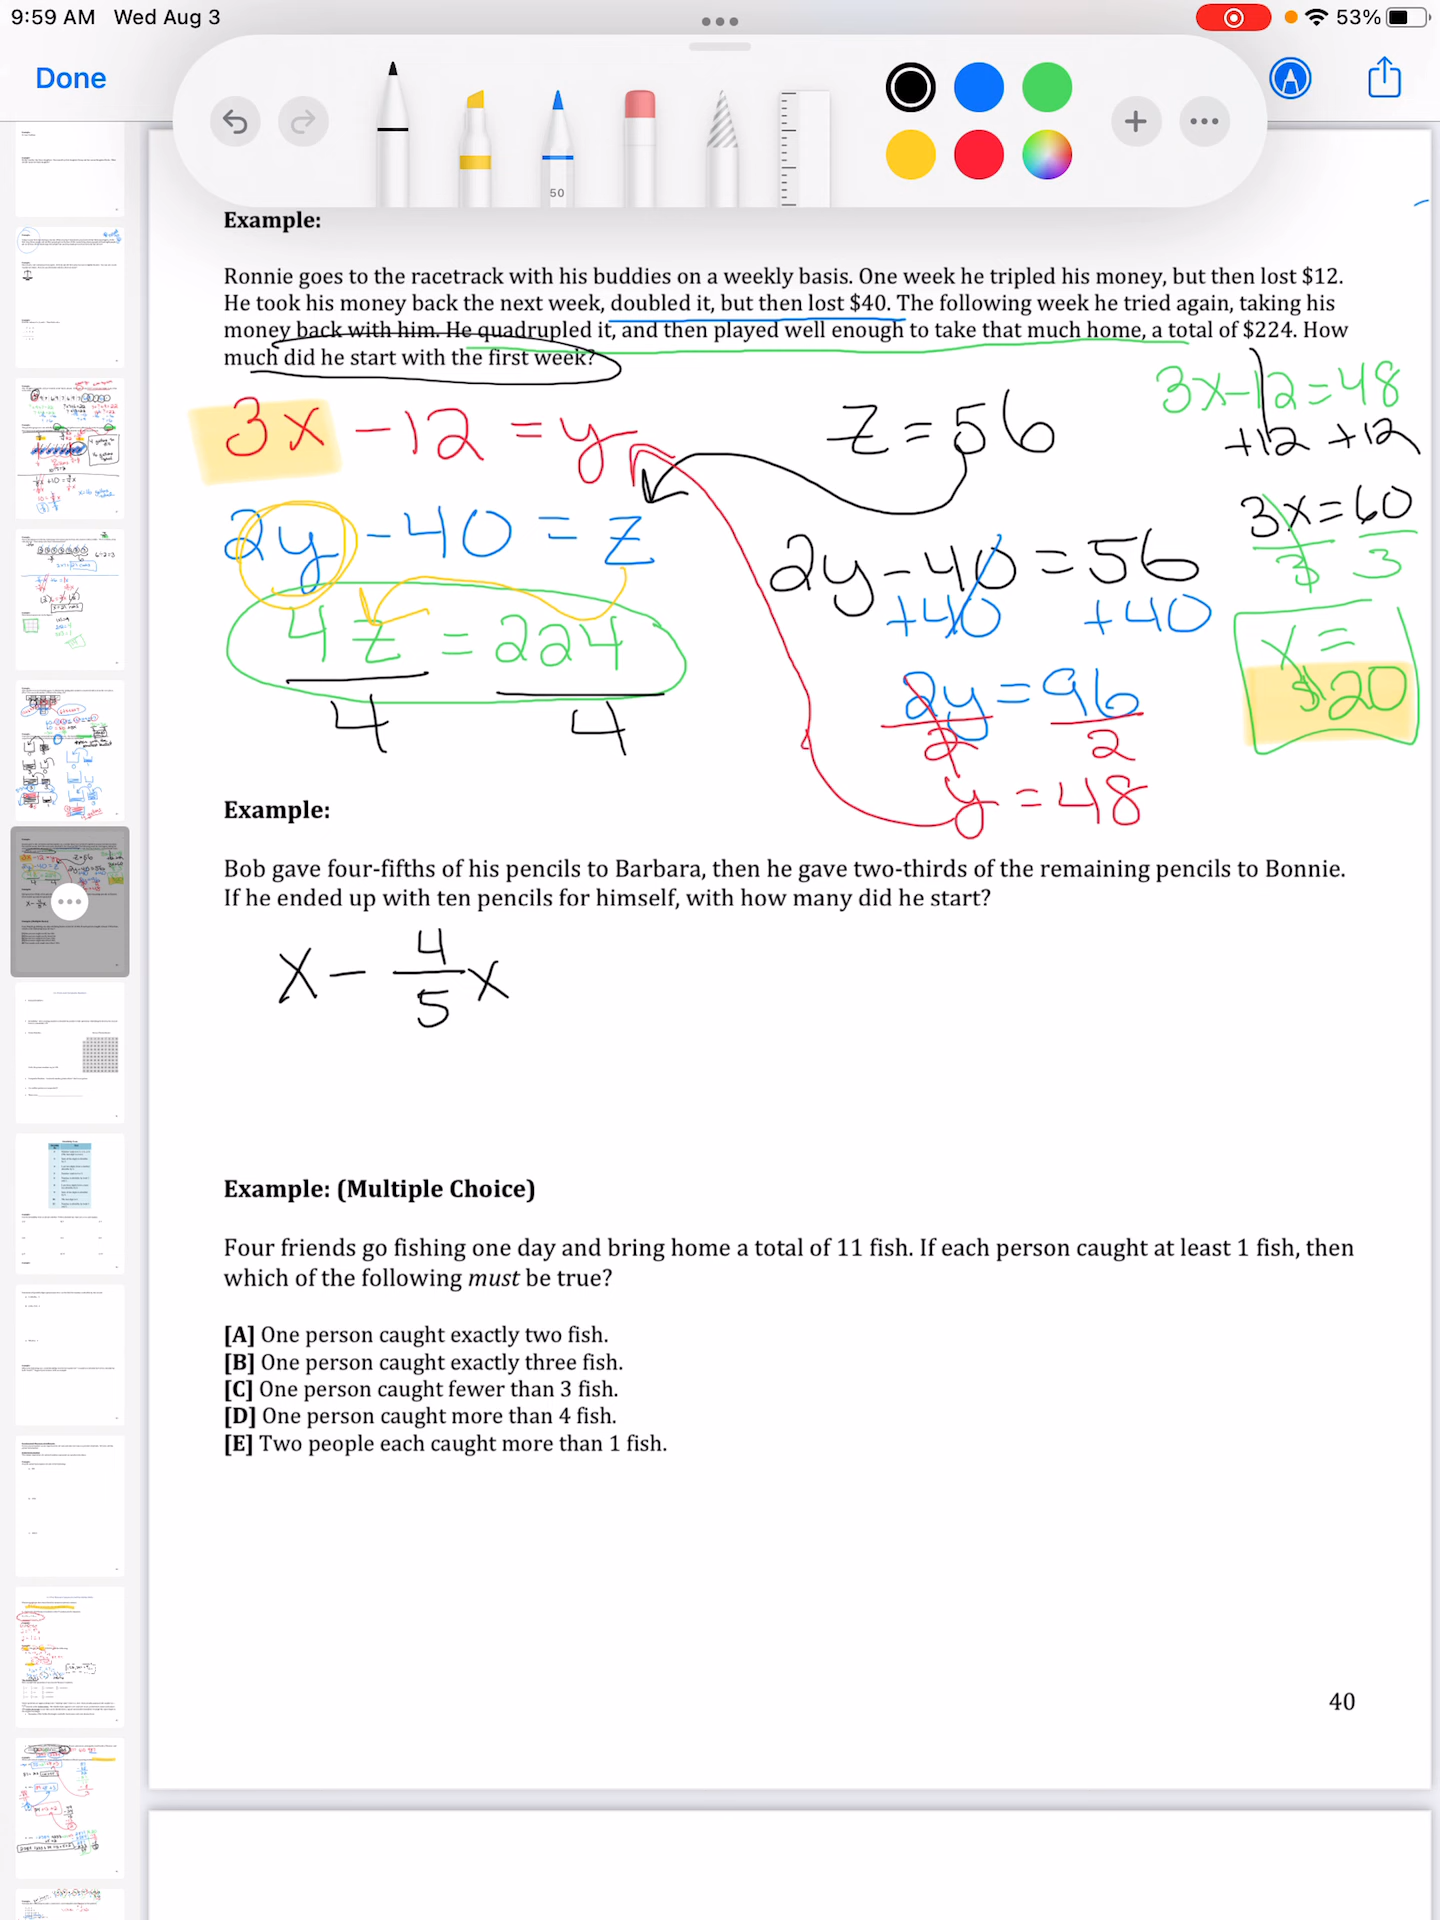 9:59 AM Wed Aug 3
53%
Done
50
Example:
Ronnie goes to the racetrack with his buddies on a weekly basis. One week he tripled his money, but then lost $12.
He took his money back the next week, doubled it, but then lost $40. The following week he tried again, taking his
money back with him. He quadrupled it, and then played well enough to take that much home, a total of $224. How
much did he start with the first week?
3x - 12 = y
2y - 40 = z
4z = 224
4 4
z = 56
2y - 40 = 56
+40 +40
2y = 96
2 2
y = 48
3x - 12 = 48
+12 +12
3x = 60
3 3
x =
$20
Example:
Bob gave four-fifths of his pencils to Barbara, then he gave two-thirds of the remaining pencils to Bonnie.
If he ended up with ten pencils for himself, with how many did he start?
x - 4/5 x
Example: (Multiple Choice)
Four friends go fishing one day and bring home a total of 11 fish. If each person caught at least 1 fish, then
which of the following must be true?
[A] One person caught exactly two fish.
[B] One person caught exactly three fish.
[C] One person caught fewer than 3 fish.
[D] One person caught more than 4 fish.
[E] Two people each caught more than 1 fish.
40